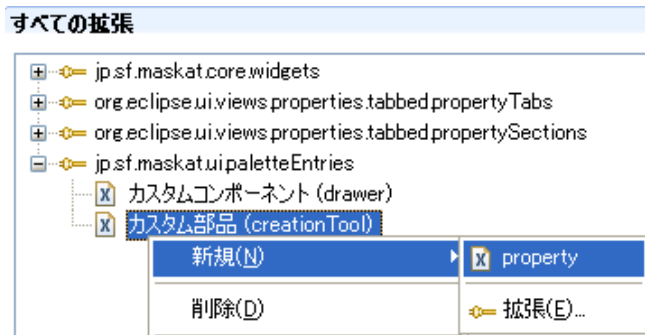 すべての拡張
jp.sf.maskat.core.widgets
org.eclipse.ui.views.properties.tabbed.propertyTabs
org.eclipse.ui.views.properties.tabbed.propertySections
jp.sf.maskat.ui.paletteEntries
カスタムコンポーネント (drawer)
カスタム部品 (creationTool)
新規(N)
property
削除(D)
拡張(E)...